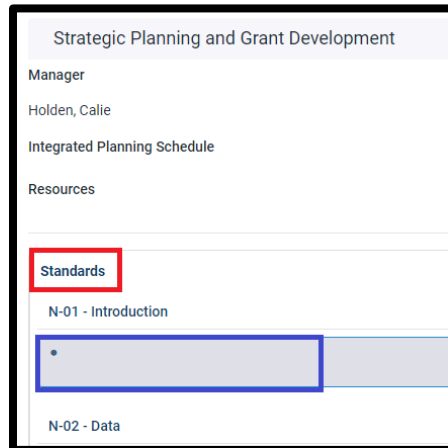 Strategic Planning and Grant Development
Manager
Holden, Calie
Integrated Planning Schedule
Resources
Standards
N-01 - Introduction
•
N-02 - Data